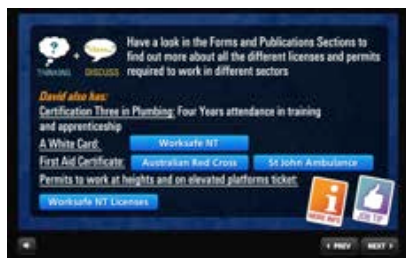 Have a look in the Forms and Publications Sections to
find out more about all the different licenses and permits
required to work in different sectors
THINKING
DISCUSS
David also has:
Certification Three in Plumbing: Four Years attendance in training
and apprenticeship
A White Card:
Worksafe NT
First Aid Certificate:
Australian Red Cross
St John Ambulance
Permits to work at heights and on elevated platforms ticket:
Worksafe NT Licenses
MORE INFO
JOB TIP
PREV
NEXT